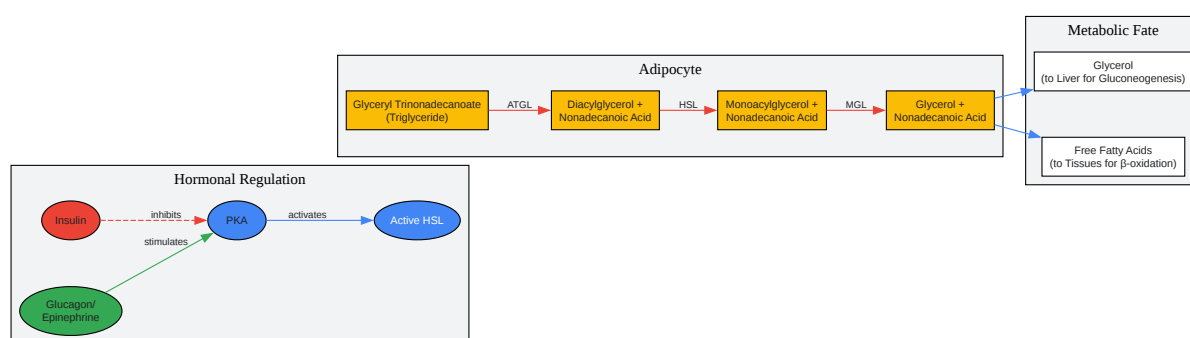 Metabolic Fate
Glycerol
(to Liver for Gluconeogenesis)
Free Fatty Acids
(to Tissues for β-oxidation)
Adipocyte
Glyceryl Trinonadecanoate
(Triglyceride)
ATGL
Diacylglycerol +
Nonadecanoic Acid
HSL
Monoacylglycerol +
Nonadecanoic Acid
MGL
Glycerol +
Nonadecanoic Acid
Hormonal Regulation
Insulin
inhibits
PKA
activates
Active HSL
stimulates
Glucagon/
Epinephrine